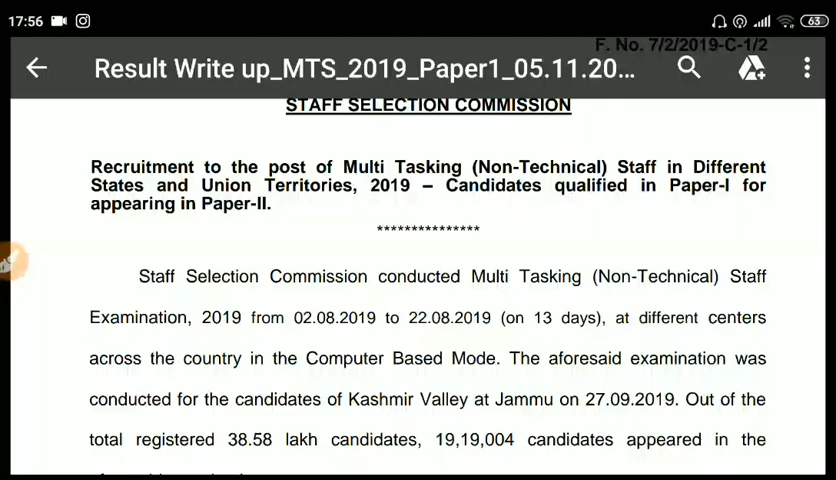 17:56 63
F. No. 7/2/2019-C-1/2
Result Write up_MTS_2019_Paper1_05.11.20...
STAFF SELECTION COMMISSION
Recruitment to the post of Multi Tasking (Non-Technical) Staff in Different
States and Union Territories, 2019 – Candidates qualified in Paper-I for
appearing in Paper-II.
***************
Staff Selection Commission conducted Multi Tasking (Non-Technical) Staff
Examination, 2019 from 02.08.2019 to 22.08.2019 (on 13 days), at different centers
across the country in the Computer Based Mode. The aforesaid examination was
conducted for the candidates of Kashmir Valley at Jammu on 27.09.2019. Out of the
total registered 38.58 lakh candidates, 19,19,004 candidates appeared in the